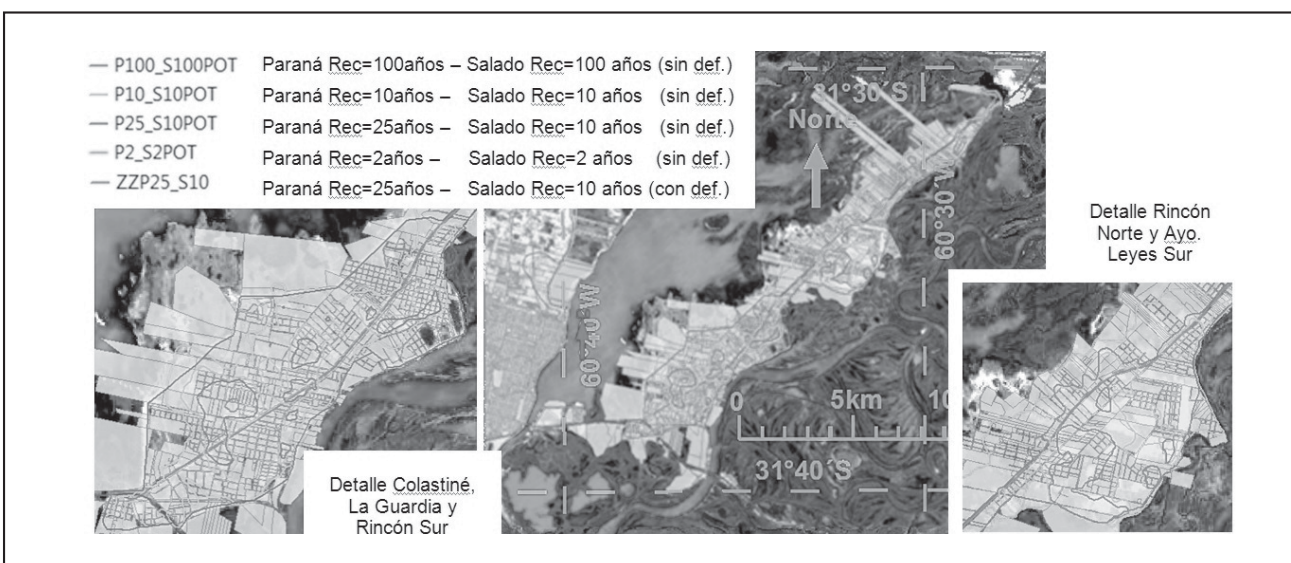 P100_S100POT Paraná Rec=100años – Salado Rec=100 años (sin def.)
P10_S10POT Paraná Rec=10años – Salado Rec=10 años (sin def.)
P25_S10POT Paraná Rec=25años – Salado Rec=10 años (sin def.)
P2_S2POT Paraná Rec=2años – Salado Rec=2 años (sin def.)
ZZP25_S10 Paraná Rec=25años – Salado Rec=10 años (con def.)
31°30´S
Norte
60°30´W
60°40´W
0 5km 10
31°40´S
Detalle Colastiné,
La Guardia y
Rincón Sur
Detalle Rincón
Norte y Ayo.
Leyes Sur